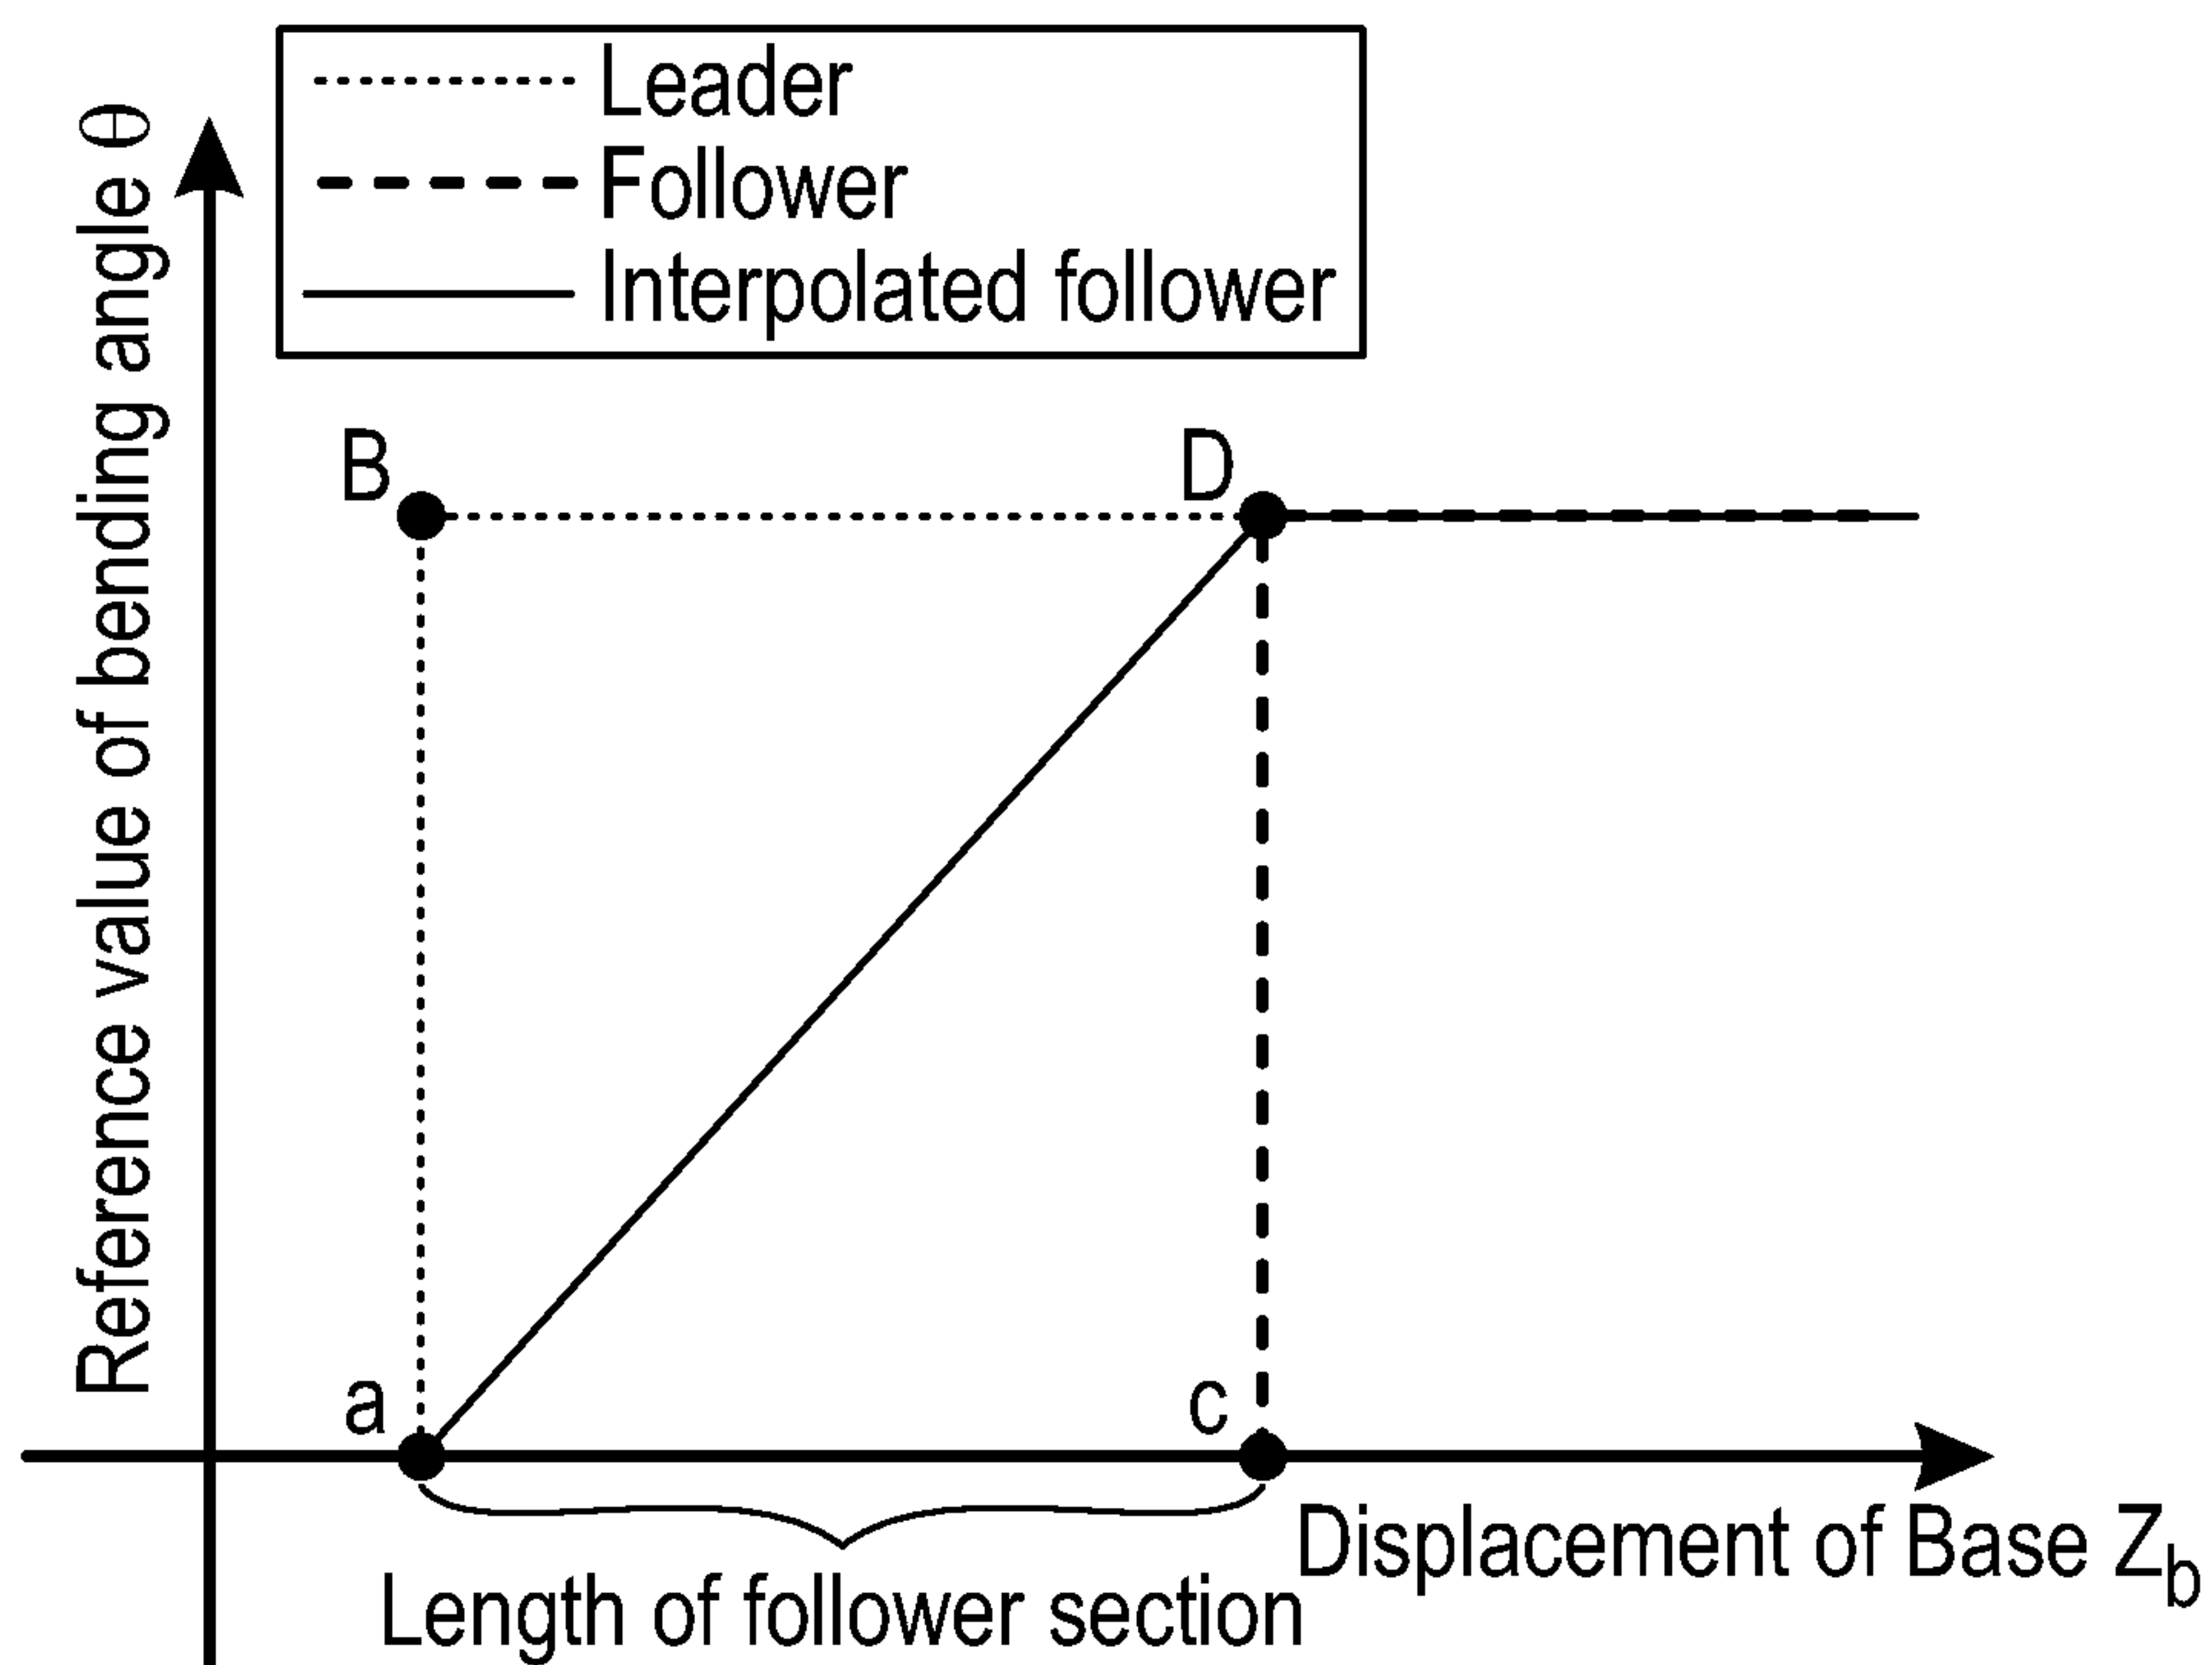 Leader
Follower
Interpolated follower
Reference value of bending angle θ
B
D
a
c
Displacement of Base Z_b
Length of follower section